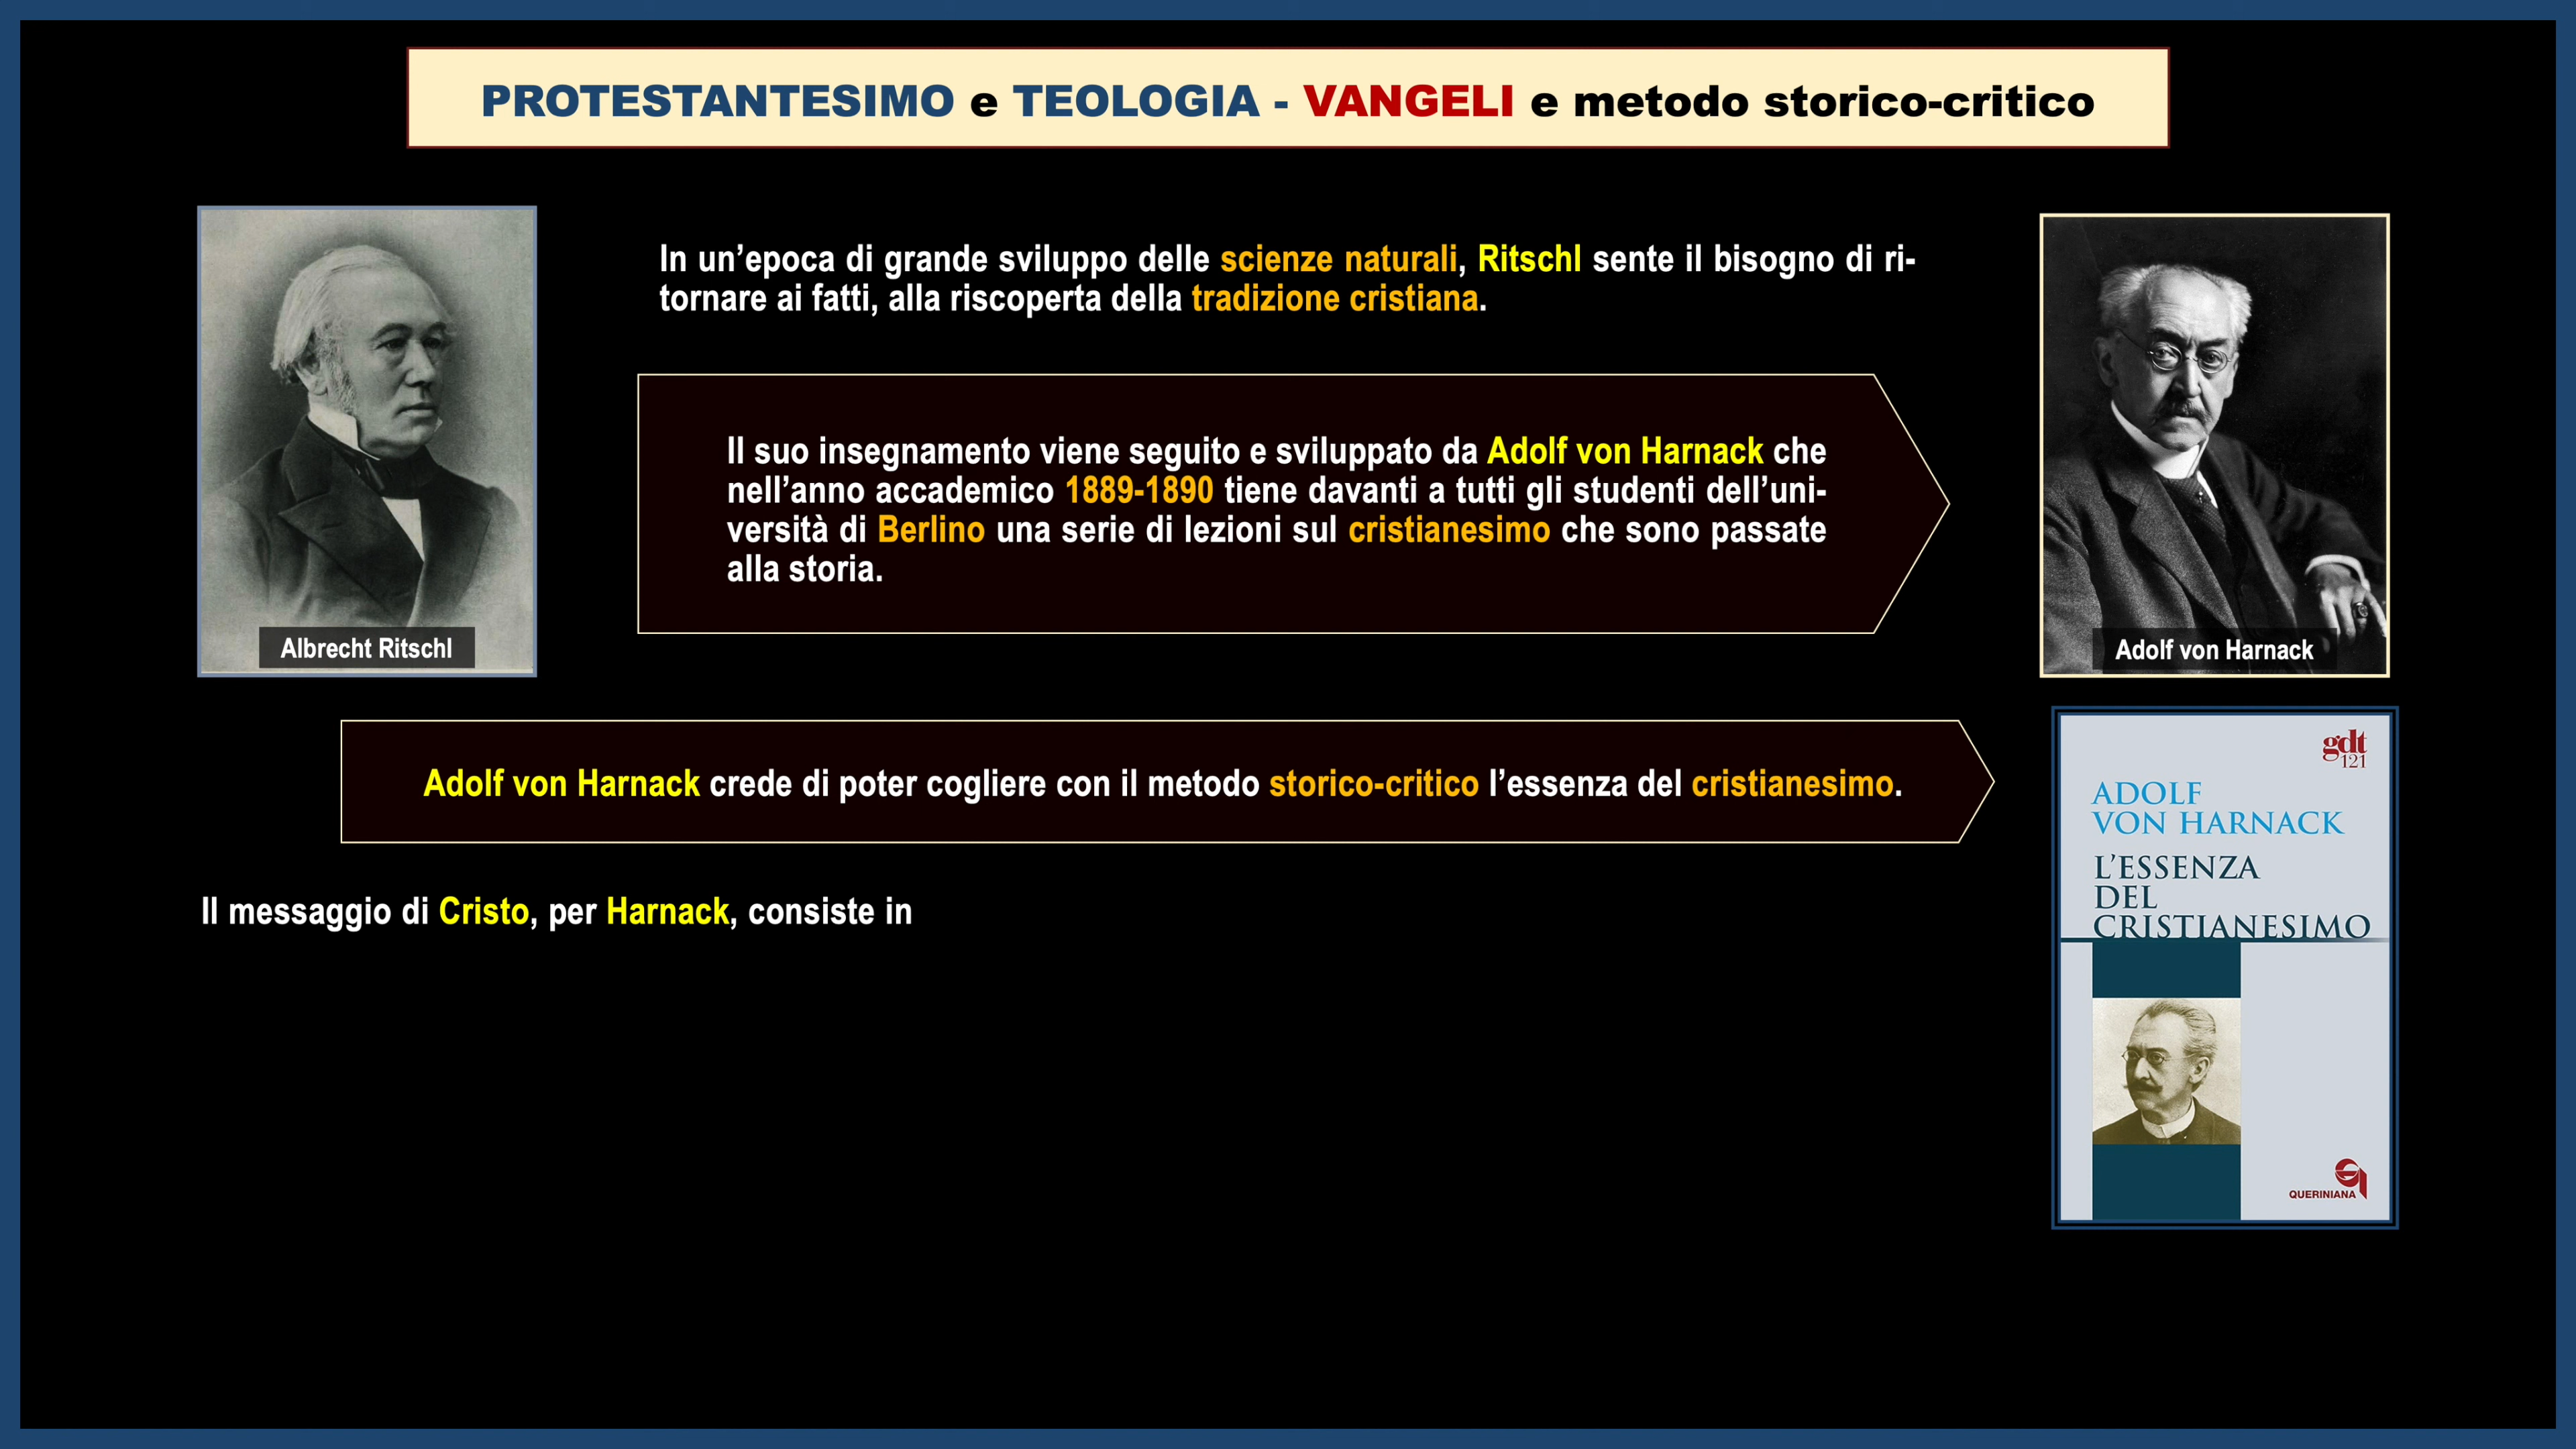 PROTESTANTESIMO e TEOLOGIA - VANGELI e metodo storico-critico
In un’epoca di grande sviluppo delle scienze naturali, Ritschl sente il bisogno di ri-
tornare ai fatti, alla riscoperta della tradizione cristiana.
Il suo insegnamento viene seguito e sviluppato da Adolf von Harnack che
nell’anno accademico 1889-1890 tiene davanti a tutti gli studenti dell’uni-
versità di Berlino una serie di lezioni sul cristianesimo che sono passate
alla storia.
Albrecht Ritschl
Adolf von Harnack
Adolf von Harnack crede di poter cogliere con il metodo storico-critico l’essenza del cristianesimo.
Il messaggio di Cristo, per Harnack, consiste in
gdt
121
ADOLF
VON HARNACK
L’ESSENZA
DEL
CRISTIANESIMO
QUERINIANA